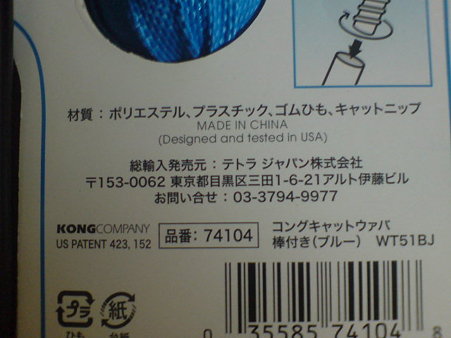 材質：ポリエステル、プラスチック、ゴムひも、キャットニップ
MADE IN CHINA
(Designed and tested in USA)
総輸入発売元：テトラ ジャパン株式会社
〒153-0062 東京都目黒区三田1-6-21アルト伊藤ビル
お問い合せ：03-3794-9977
KONGCOMPANY
US PATENT 423, 152
品番：74104
コングキャットウァバ
棒付き(ブルー) WT51BJ
プラ
紙
ひも
台紙
0 35585 74104 8